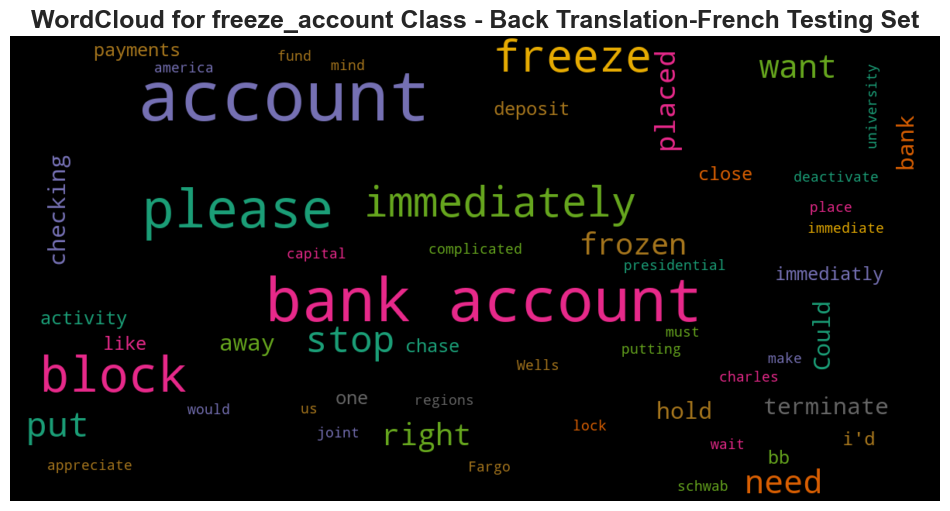 WordCloud for freeze_account Class - Back Translation-French Testing Set
payments
fund
mind
america
account
freeze
deposit
placed
want
university
bank
close
deactivate
place
immediate
checking
please
immediately
frozen
capital
complicated
presidential
immediatly
bank account
activity
like
away
stop
chase
must
putting
Could
Wells
make
charles
block
would
us
one
regions
hold
terminate
put
joint
right
lock
wait
i'd
bb
appreciate
Fargo
schwab
need